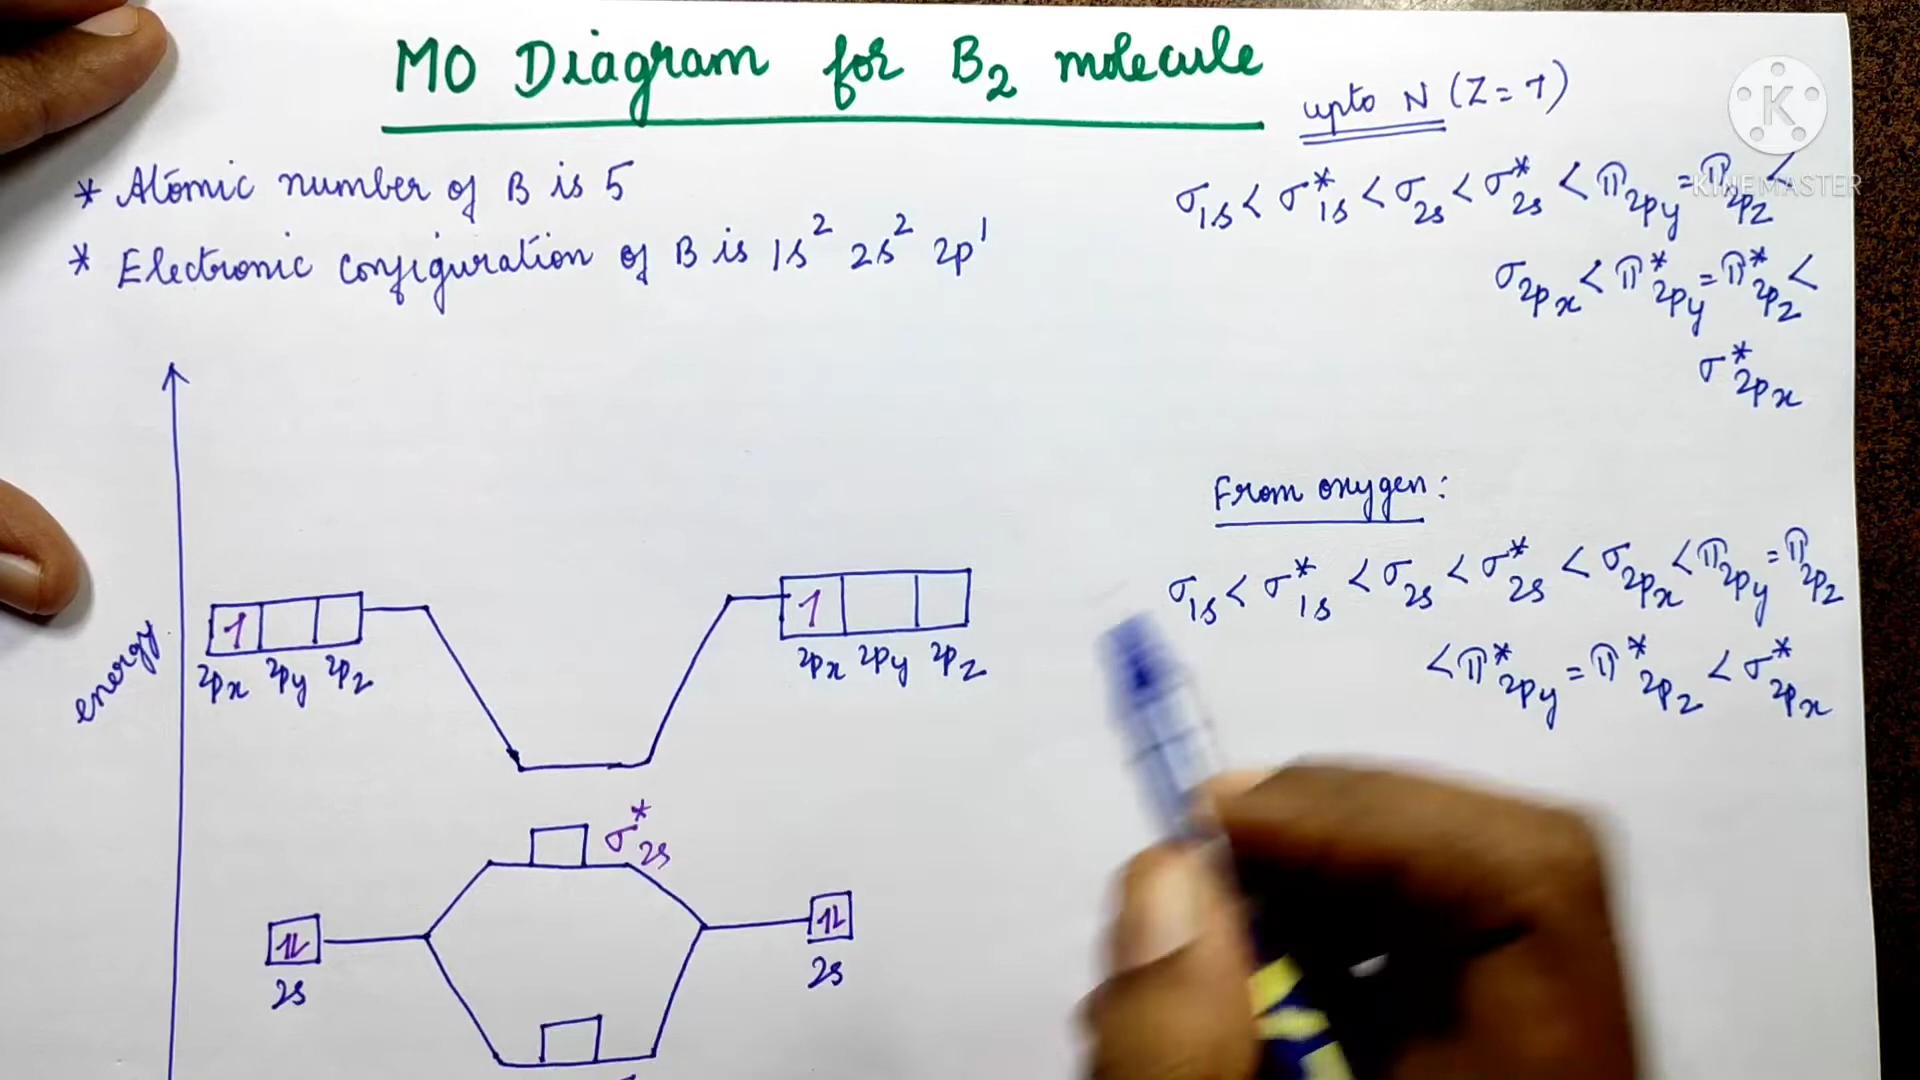 MO Diagram for B₂ molecule
upto N (Z=7)
K
KINEMASTER
* Atomic number of B is 5
* Electronic configuration of B is 1s² 2s² 2p¹
σ1s < σ*1s < σ2s < σ*2s < π2py = π2pz <
σ2px < π*2py = π*2pz <
σ*2px
From oxygen:
σ1s < σ*1s < σ2s < σ*2s < σ2px < π2py = π2pz
< π*2py = π*2pz < σ*2px
energy
1 1
2px 2py 2pz 2px 2py 2pz
σ*2s
1L 1L
2s 2s